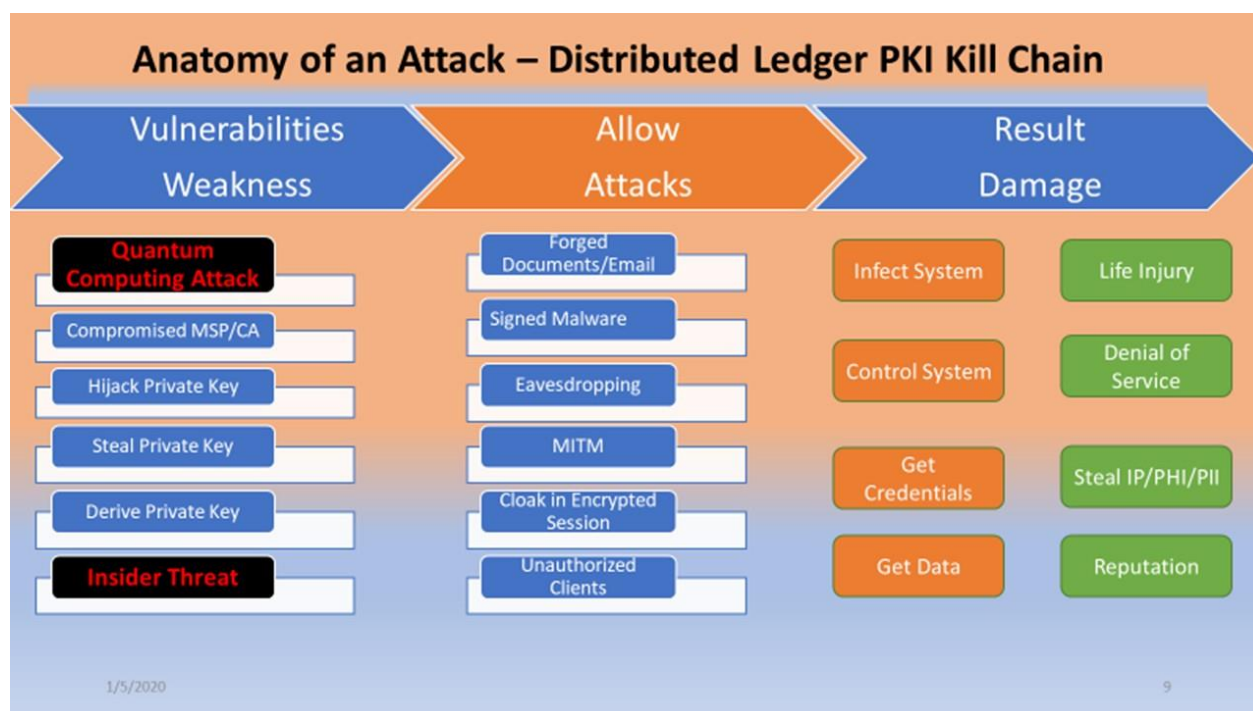 Anatomy of an Attack – Distributed Ledger PKI Kill Chain
Vulnerabilities
Weakness
Allow
Attacks
Result
Damage
Quantum
Computing Attack
Compromised MSP/CA
Hijack Private Key
Steal Private Key
Derive Private Key
Insider Threat
Forged
Documents/Email
Signed Malware
Eavesdropping
MITM
Cloak in Encrypted
Session
Unauthorized
Clients
Infect System
Control System
Get
Credentials
Get Data
Life Injury
Denial of
Service
Steal IP/PHI/PII
Reputation
1/5/2020
9